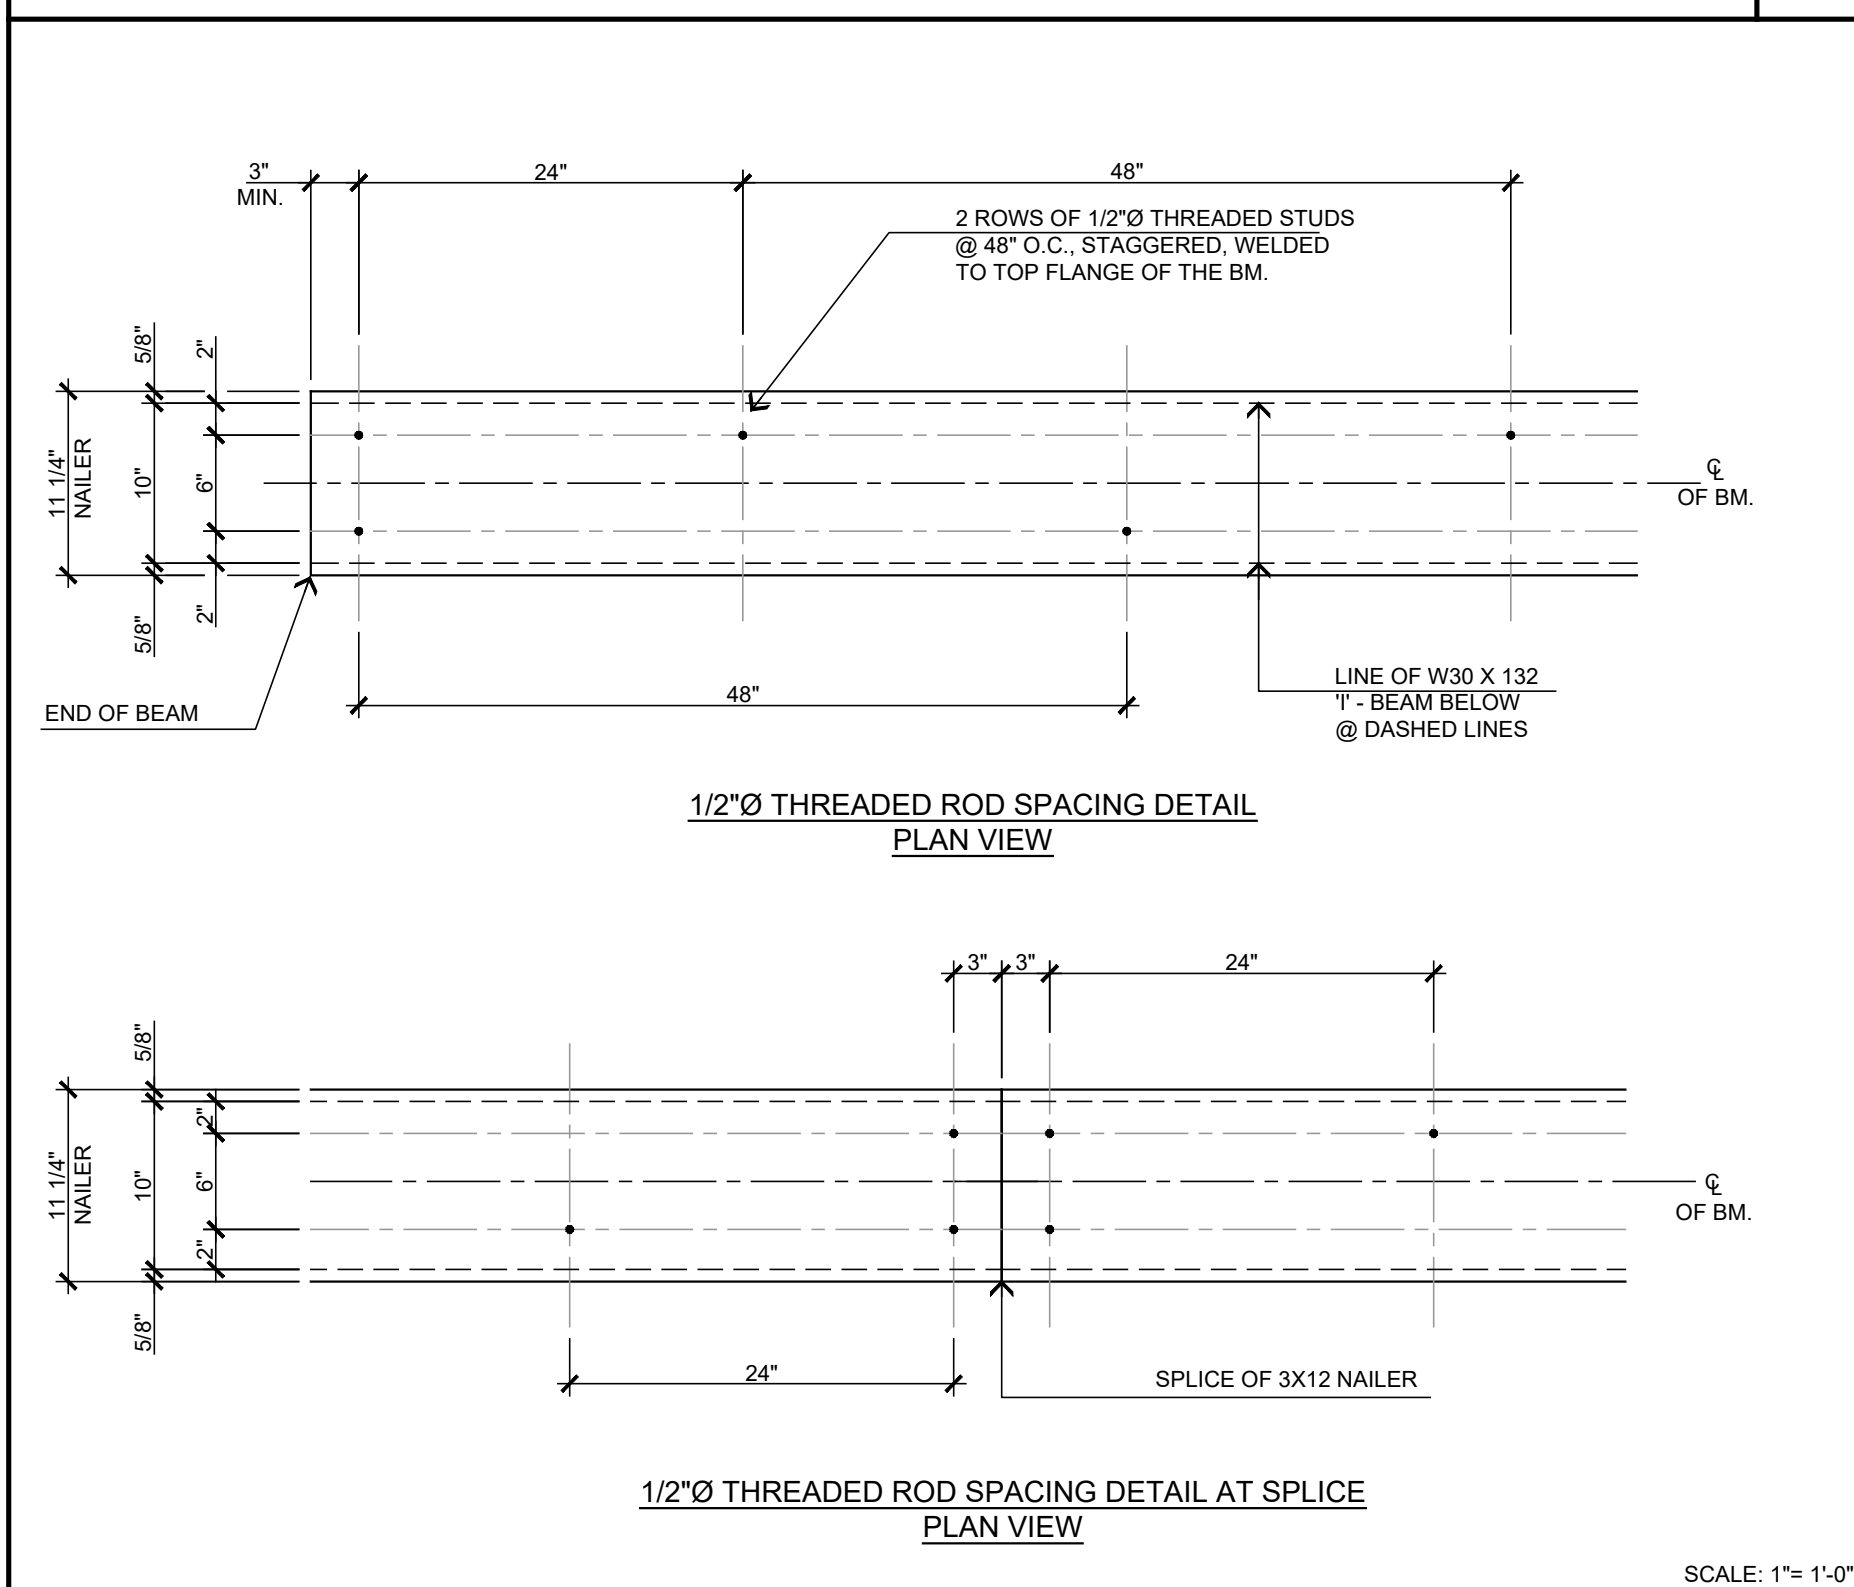 3"
MIN.
24"
48"
2 ROWS OF 1/2"Ø THREADED STUDS
@ 48" O.C., STAGGERED, WELDED
TO TOP FLANGE OF THE BM.
5/8"
2"
11 1/4"
NAILER
10"
6"
℄
OF BM.
5/8"
2"
END OF BEAM
48"
LINE OF W30 X 132
'I' - BEAM BELOW
@ DASHED LINES
1/2"Ø THREADED ROD SPACING DETAIL
PLAN VIEW
3"
3"
24"
5/8"
2"
11 1/4"
NAILER
10"
6"
℄
OF BM.
2"
5/8"
24"
SPLICE OF 3X12 NAILER
1/2"Ø THREADED ROD SPACING DETAIL AT SPLICE
PLAN VIEW
SCALE: 1"= 1'-0"